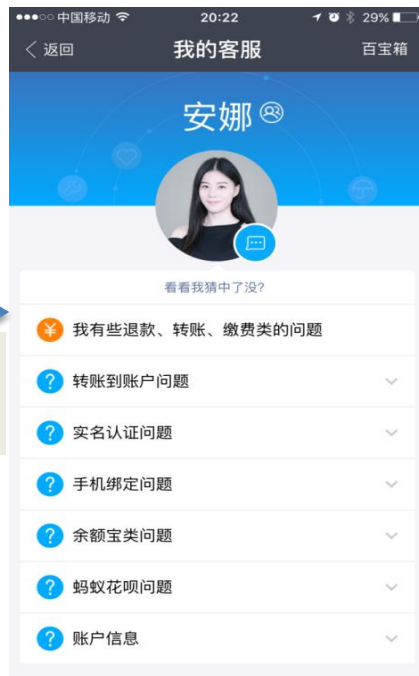 中国移动 20:22 29%
返回 我的客服 百宝箱
安娜
看看我猜中了没?
¥ 我有些退款、转账、缴费类的问题
? 转账到账户问题
? 实名认证问题
? 手机绑定问题
? 余额宝类问题
? 蚂蚁花呗问题
? 账户信息